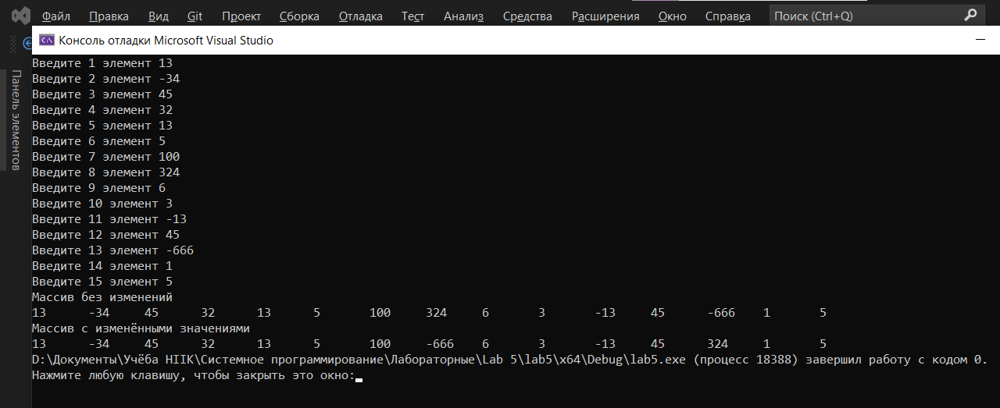 Файл Правка Вид Git Проект Сборка Отладка Тест Анализ Средства Расширения Окно Справка Поиск (Ctrl+Q)
C:\ Консоль отладки Microsoft Visual Studio
Панель элементов
Введите 1 элемент 13
Введите 2 элемент -34
Введите 3 элемент 45
Введите 4 элемент 32
Введите 5 элемент 13
Введите 6 элемент 5
Введите 7 элемент 100
Введите 8 элемент 324
Введите 9 элемент 6
Введите 10 элемент 3
Введите 11 элемент -13
Введите 12 элемент 45
Введите 13 элемент -666
Введите 14 элемент 1
Введите 15 элемент 5
Массив без изменений
13 -34 45 32 13 5 100 324 6 3 -13 45 -666 1 5
Массив с изменёнными значениями
13 -34 45 32 13 5 100 -666 6 3 -13 45 324 1 5
D:\Документы\Учёба HIIK\Системное программирование\Лабораторные\Lab 5\lab5\x64\Debug\lab5.exe (процесс 18388) завершил работу с кодом 0.
Нажмите любую клавишу, чтобы закрыть это окно: